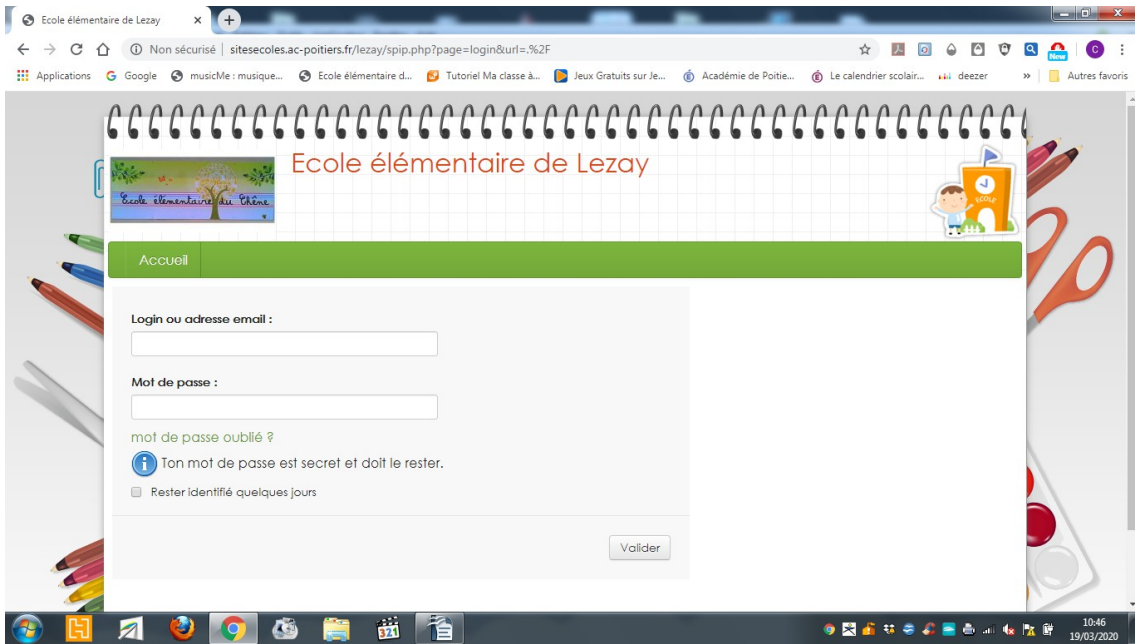 Ecole élémentaire de Lezay
Non sécurisé | sitesecoles.ac-poitiers.fr/lezay/spip.php?page=login&url=.%2F
New
C
Applications
Google
musicMe : musique...
Ecole élémentaire d...
Tutoriel Ma classe à...
Jeux Gratuits sur Je...
Académie de Poitie...
Le calendrier scolair...
deezer
»
Autres favoris
Ecole élémentaire de Lezay
Ecole élémentaire du Chêne
ECOLE
Accueil
Login ou adresse email :
Mot de passe :
mot de passe oublié ?
Ton mot de passe est secret et doit le rester.
Rester identifié quelques jours
Valider
321
10:46
19/03/2020